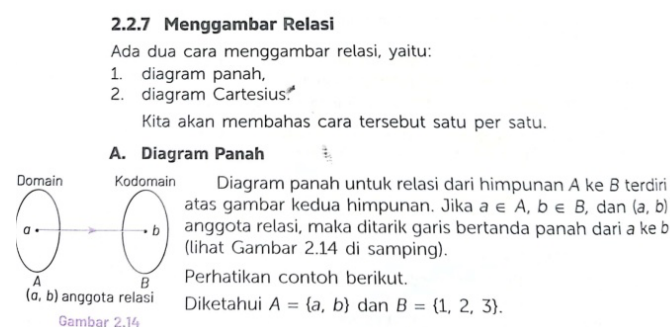 2.2.7 Menggambar Relasi
Ada dua cara menggambar relasi, yaitu:
1. diagram panah,
2. diagram Cartesius.
Kita akan membahas cara tersebut satu per satu.
A. Diagram Panah
Domain Kodomain
a b
A B
(a, b) anggota relasi
Gambar 2.14
Diagram panah untuk relasi dari himpunan A ke B terdiri
atas gambar kedua himpunan. Jika a ∈ A, b ∈ B, dan (a, b)
anggota relasi, maka ditarik garis bertanda panah dari a ke b
(lihat Gambar 2.14 di samping).
Perhatikan contoh berikut.
Diketahui A = {a, b} dan B = {1, 2, 3}.